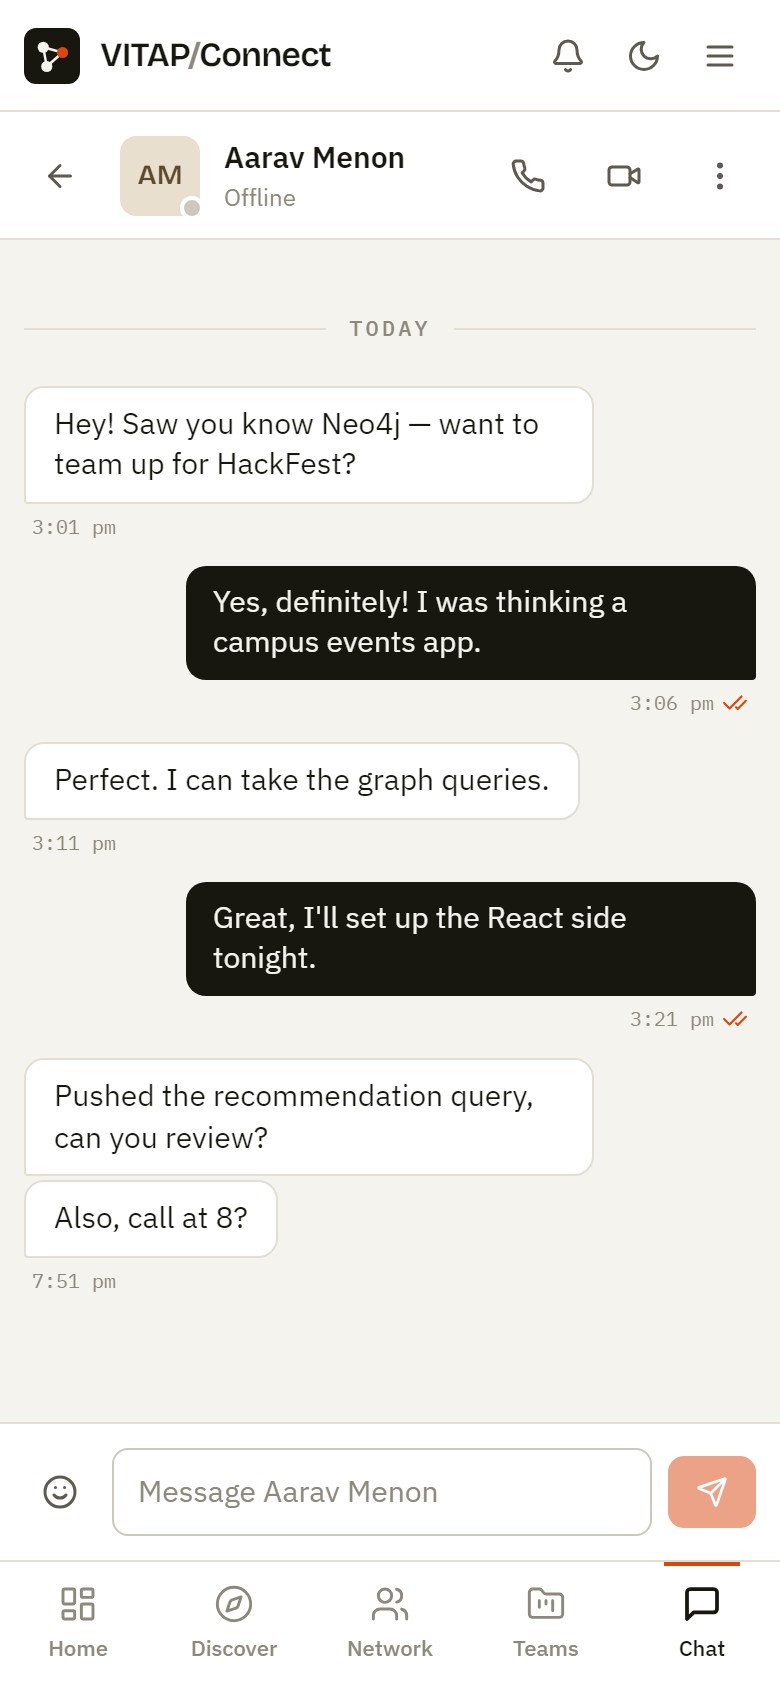 VITAP/Connect
AM
Aarav Menon
Offline
TODAY
Hey! Saw you know Neo4j — want to
team up for HackFest?
3:01 pm
Yes, definitely! I was thinking a
campus events app.
3:06 pm
Perfect. I can take the graph queries.
3:11 pm
Great, I'll set up the React side
tonight.
3:21 pm
Pushed the recommendation query,
can you review?
Also, call at 8?
7:51 pm
Message Aarav Menon
Home
Discover
Network
Teams
Chat